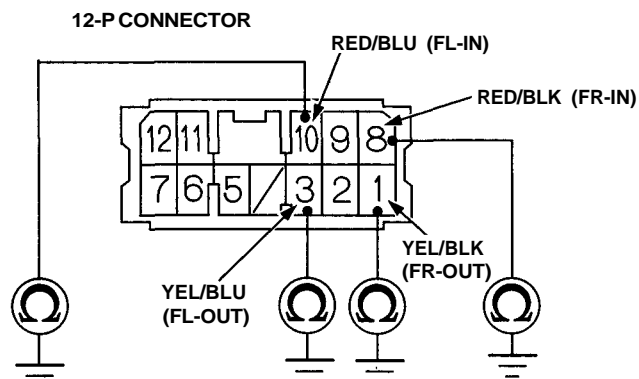 12-P CONNECTOR
RED/BLU (FL-IN)
RED/BLK (FR-IN)
12 11 10 9 8
7 6 5 3 2 1
YEL/BLK
(FR-OUT)
YEL/BLU
(FL-OUT)
Ω Ω Ω Ω